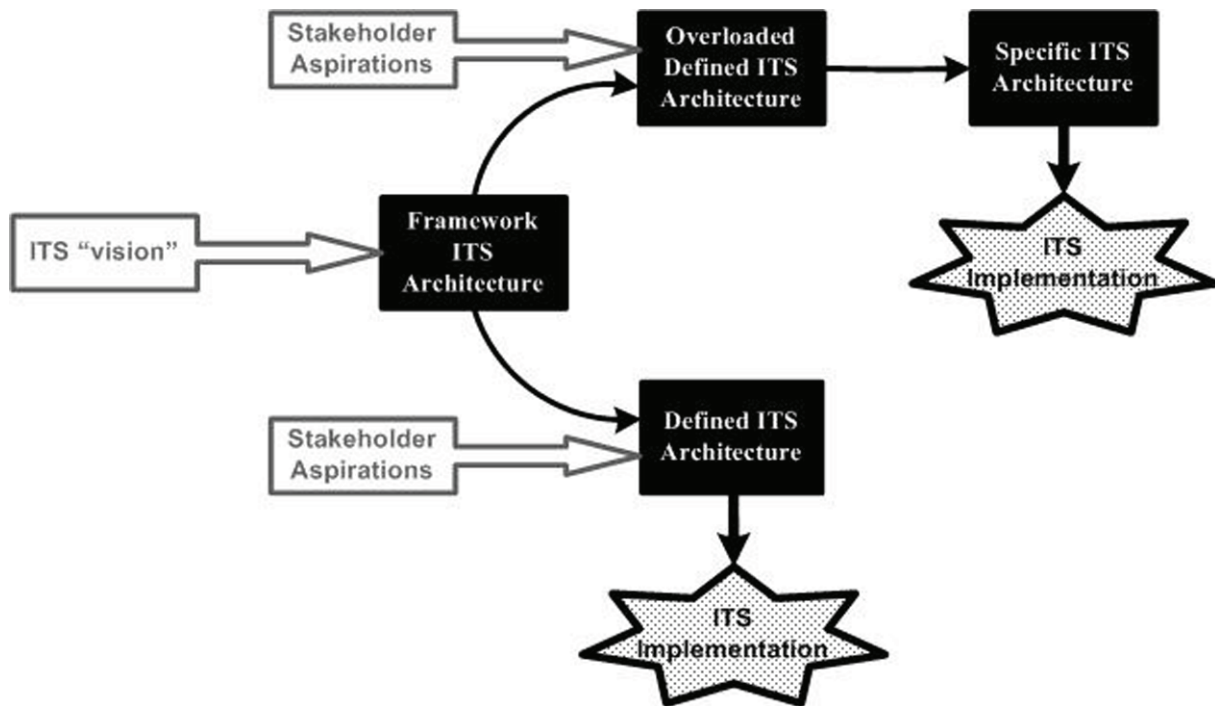 Stakeholder
Aspirations
Overloaded
Defined ITS
Architecture
Specific ITS
Architecture
ITS “vision”
Framework
ITS
Architecture
ITS
Implementation
Stakeholder
Aspirations
Defined ITS
Architecture
ITS
Implementation